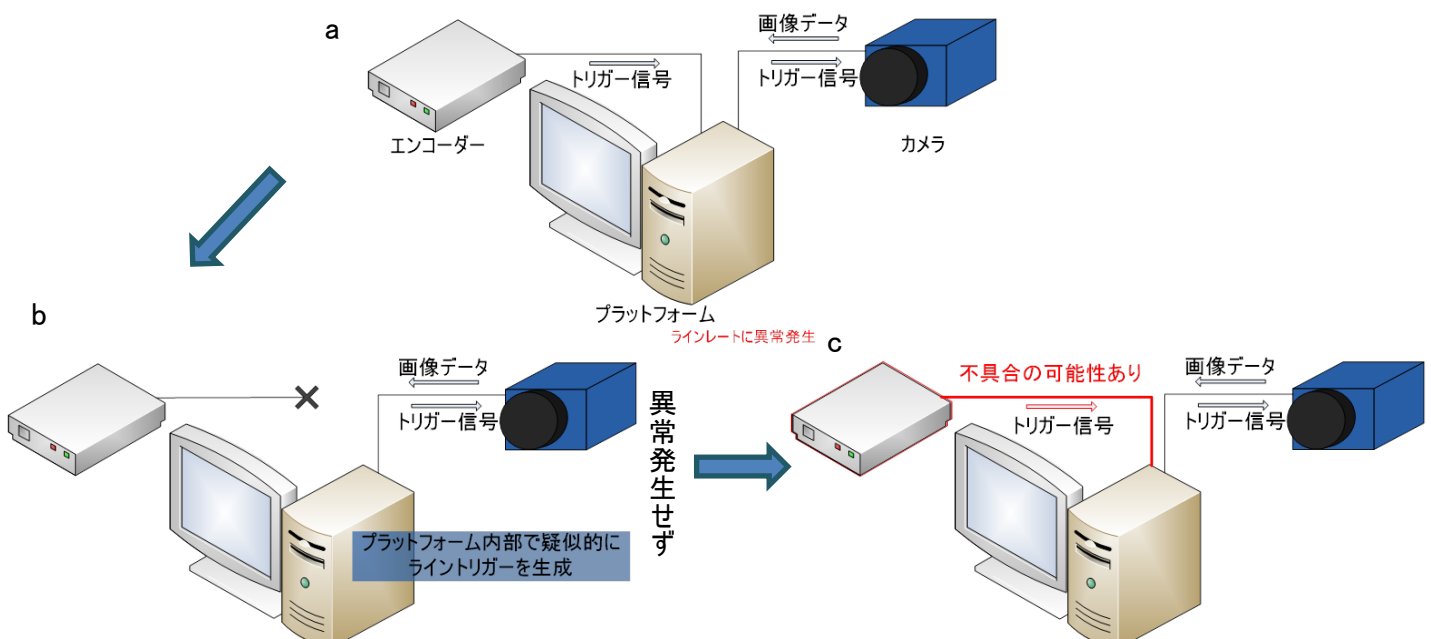 a
画像データ
トリガー信号
トリガー信号
エンコーダー
カメラ
プラットフォーム
ラインレートに異常発生
b
画像データ
トリガー信号
プラットフォーム内部で疑似的に
ライントリガーを生成
異常発生せず
c
不具合の可能性あり
トリガー信号
画像データ
トリガー信号